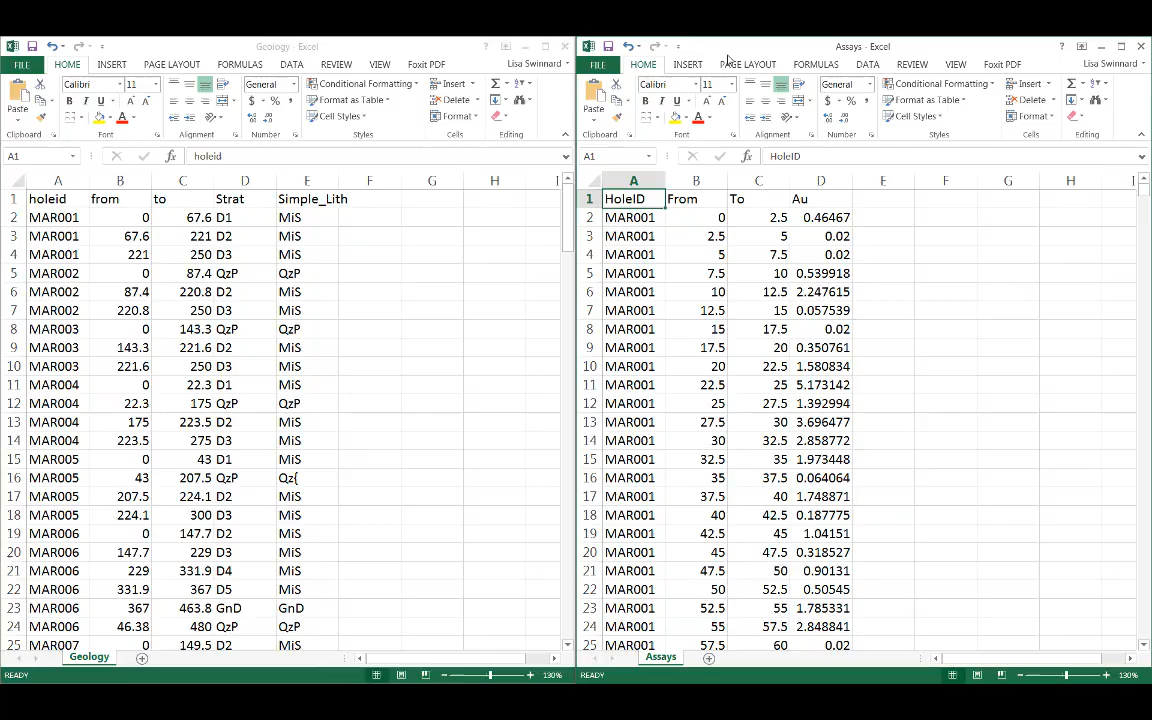 Geology - Excel
FILE HOME INSERT PAGE LAYOUT FORMULAS DATA REVIEW VIEW Foxit PDF Lisa Swinnard
Calibri 11 General Conditional Formatting Insert
Paste B I U A A $ % , Format as Table Delete
Cell Styles Format
Clipboard Font Alignment Number Styles Cells Editing
A1 fx holeid
A B C D E F G H I
1 holeid from to Strat Simple_Lith
2 MAR001 0 67.6 D1 MiS
3 MAR001 67.6 221 D2 MiS
4 MAR001 221 250 D3 MiS
5 MAR002 0 87.4 QzP QzP
6 MAR002 87.4 220.8 D2 MiS
7 MAR002 220.8 250 D3 MiS
8 MAR003 0 143.3 QzP QzP
9 MAR003 143.3 221.6 D2 MiS
10 MAR003 221.6 250 D3 MiS
11 MAR004 0 22.3 D1 MiS
12 MAR004 22.3 175 QzP QzP
13 MAR004 175 223.5 D2 MiS
14 MAR004 223.5 275 D3 MiS
15 MAR005 0 43 D1 MiS
16 MAR005 43 207.5 QzP Qz{
17 MAR005 207.5 224.1 D2 MiS
18 MAR005 224.1 300 D3 MiS
19 MAR006 0 147.7 D2 MiS
20 MAR006 147.7 229 D3 MiS
21 MAR006 229 331.9 D4 MiS
22 MAR006 331.9 367 D5 MiS
23 MAR006 367 463.8 GnD GnD
24 MAR006 46.38 480 QzP QzP
25 MAR007 0 149.5 D2 MiS
Geology
READY 130%
Assays - Excel
FILE HOME INSERT PAGE LAYOUT FORMULAS DATA REVIEW VIEW Foxit PDF Lisa Swinnard
Calibri 11 General Conditional Formatting Insert
Paste B I U A A $ % , Format as Table Delete
Cell Styles Format
Clipboard Font Alignment Number Styles Cells Editing
A1 fx HoleID
A B C D E F G H I
1 HoleID From To Au
2 MAR001 0 2.5 0.46467
3 MAR001 2.5 5 0.02
4 MAR001 5 7.5 0.02
5 MAR001 7.5 10 0.539918
6 MAR001 10 12.5 2.247615
7 MAR001 12.5 15 0.057539
8 MAR001 15 17.5 0.02
9 MAR001 17.5 20 0.350761
10 MAR001 20 22.5 1.580834
11 MAR001 22.5 25 5.173142
12 MAR001 25 27.5 1.392994
13 MAR001 27.5 30 3.696477
14 MAR001 30 32.5 2.858772
15 MAR001 32.5 35 1.973448
16 MAR001 35 37.5 0.064064
17 MAR001 37.5 40 1.748871
18 MAR001 40 42.5 0.187775
19 MAR001 42.5 45 1.04151
20 MAR001 45 47.5 0.318527
21 MAR001 47.5 50 0.90131
22 MAR001 50 52.5 0.50545
23 MAR001 52.5 55 1.785331
24 MAR001 55 57.5 2.848841
25 MAR001 57.5 60 0.02
Assays
READY 130%